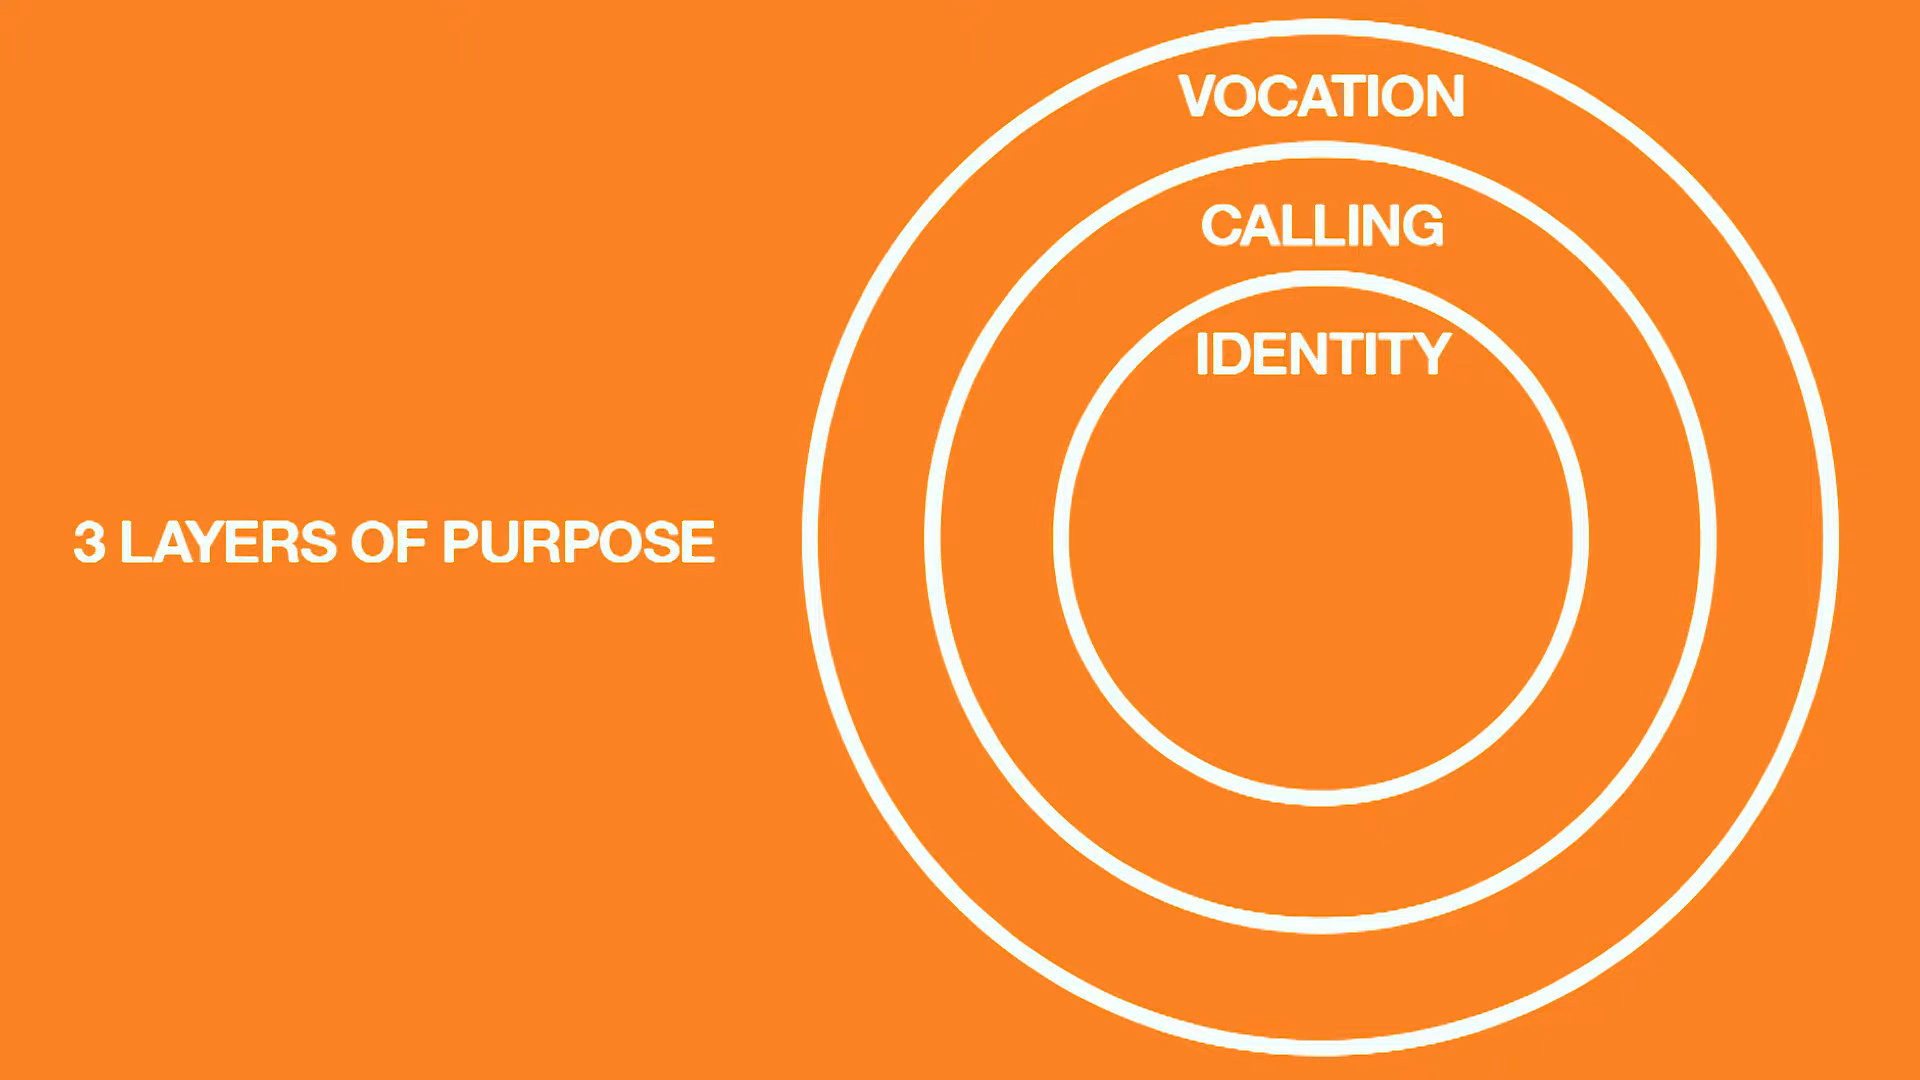 VOCATION
CALLING
IDENTITY
3 LAYERS OF PURPOSE